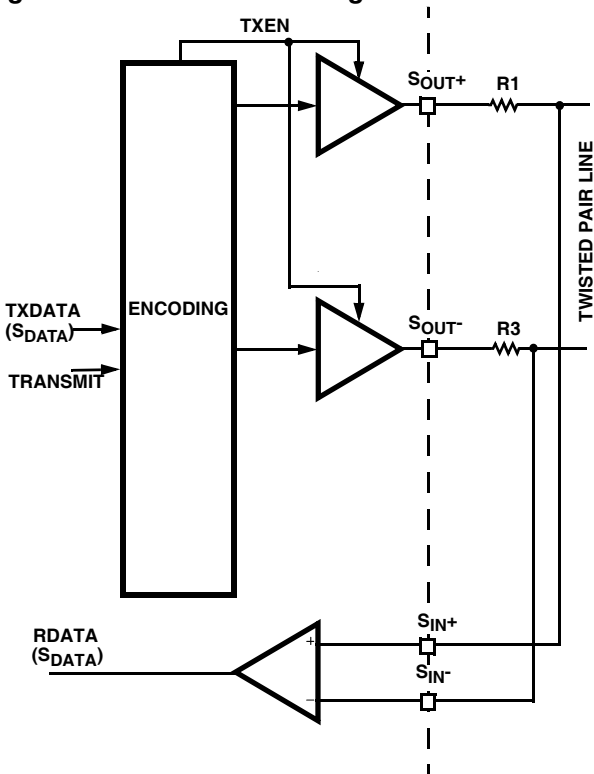 TXEN
SOUT+
R1
TWISTED PAIR LINE
TXDATA
(SDATA)
ENCODING
SOUT-
R3
TRANSMIT
RDATA
(SDATA)
SIN+
+
SIN-
–